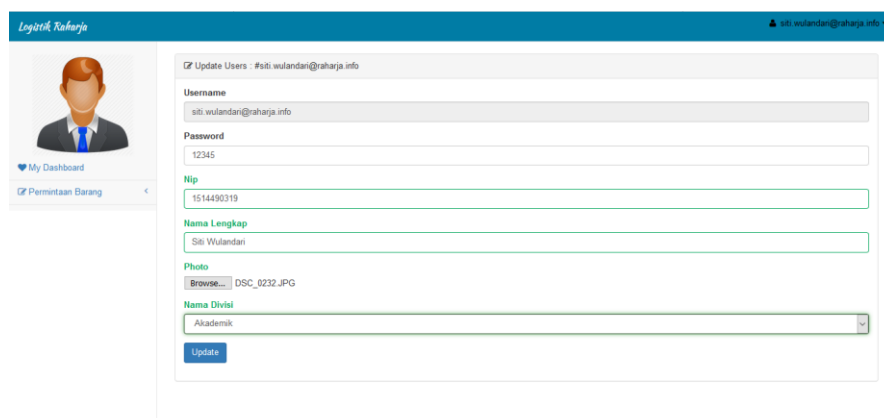 Logistik Raharja
siti.wulandari@raharja.info
My Dashboard
Permintaan Barang
Update Users : #siti.wulandari@raharja.info
Username
siti.wulandari@raharja.info
Password
12345
Nip
1514490319
Nama Lengkap
Siti Wulandari
Photo
Browse... DSC_0232.JPG
Nama Divisi
Akademik
Update